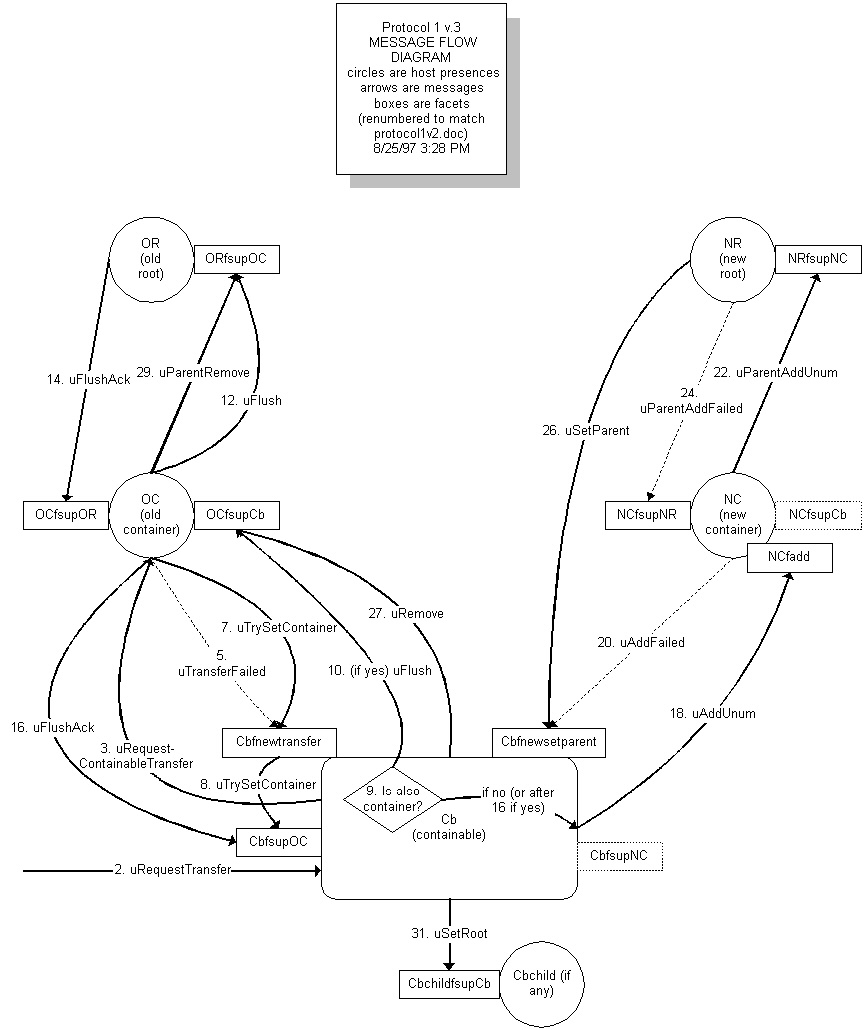 Protocol 1 v.3
MESSAGE FLOW
DIAGRAM
circles are host presences
arrows are messages
boxes are facets
(renumbered to match
protocol1v2.doc)
8/25/97 3:28 PM
OR
(old
root)
ORfsupOC
NR
(new
root)
NRfsupNC
14. uFlushAck
29. uParentRemove
12. uFlush
22. uParentAddUnum
24.
uParentAddFailed
26. uSetParent
OCfsupOR
OC
(old
container)
OCfsupCb
NCfsupNR
NC
(new
container)
NCfsupCb
NCfadd
27. uRemove
7. uTrySetContainer
5.
uTransferFailed
10. (if yes) uFlush
20. uAddFailed
18. uAddUnum
16. uFlushAck
3. uRequest-
ContainableTransfer
Cbfnewtransfer
Cbfnewsetparent
8. uTrySetContainer
9. Is also
container?
if no (or after
16 if yes)
Cb
(containable)
CbfsupOC
CbfsupNC
2. uRequestTransfer
31. uSetRoot
CbchildfsupCb
Cbchild (if
any)